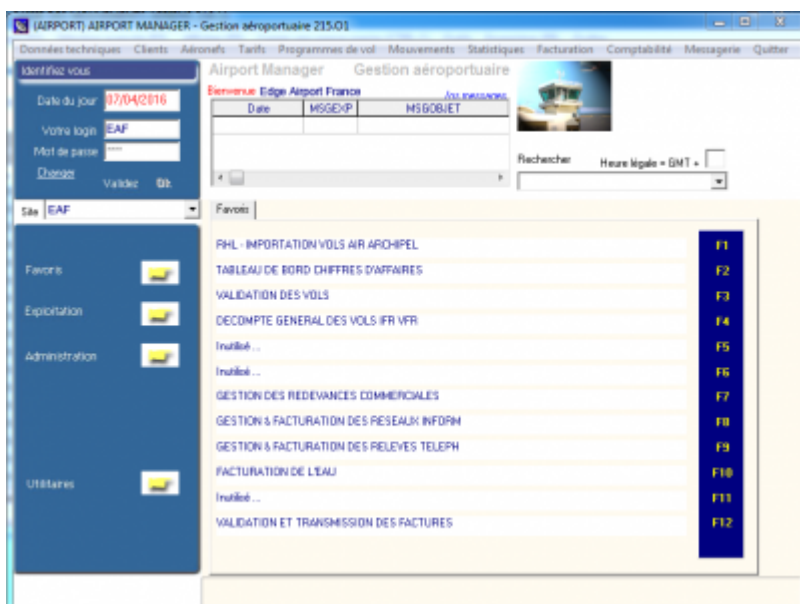 (AIRPORT) AIRPORT MANAGER - Gestion aéroportuaire 215.01
Données techniques Clients Aéronefs Tarifs Programmes de vol Mouvements Statistiques Facturation Comptabilité Messagerie Quitter
Identifiez vous
Date du jour 07/04/2016
Votre login EAF
Mot de passe ****
Changer
Validez Ok
Site EAF
Favoris
Exploitation
Administration
Utilitaires
Airport Manager Gestion aéroportuaire
Bienvenue Edge Airport France
messages
Date MSGEXP MSGOBJET
Rechercher Heure légale = GMT +
Favoris
RHL - IMPORTATION VOLS AIR ARCHIPEL F1
TABLEAU DE BORD CHIFFRES D'AFFAIRES F2
VALIDATION DES VOLS F3
DECOMPTE GENERAL DES VOLS IFR VFR F4
Inutilisé ... F5
Inutilisé ... F6
GESTION DES REDEVANCES COMMERCIALES F7
GESTION & FACTURATION DES RESEAUX INFORM F8
GESTION & FACTURATION DES RELEVES TELEPH F9
FACTURATION DE L'EAU F10
Inutilisé ... F11
VALIDATION ET TRANSMISSION DES FACTURES F12